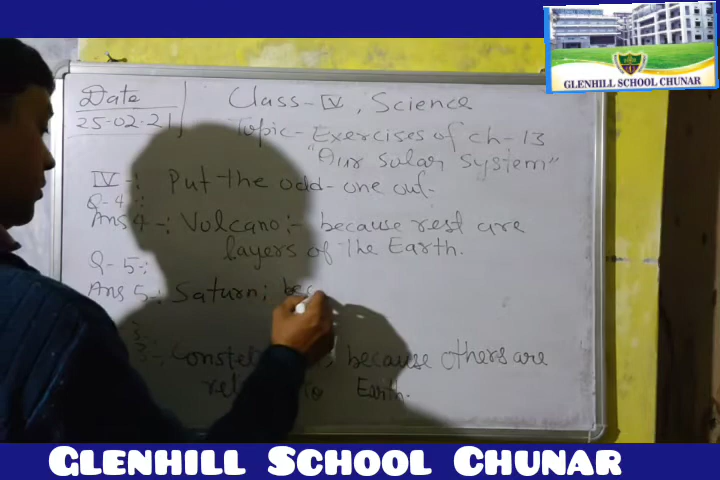 GLENHILL SCHOOL CHUNAR
Date
25-02-21
Class-IV, Science
Topic- Exercises of Ch-13
"Our solar system"
IV-: Put the odd-one out-
Q-4:
Ans 4-: Volcano:- because rest are
layers of the Earth.
Q-5:
Ans 5-: Saturn; bec
3-: because others are
Earth.
GLENHILL SCHOOL CHUNAR